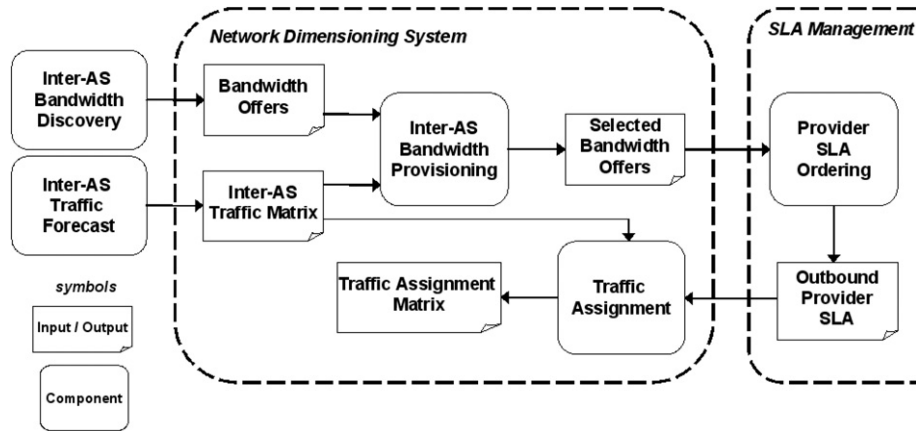 Network Dimensioning System
SLA Management
Inter-AS
Bandwidth
Discovery
Bandwidth
Offers
Inter-AS
Bandwidth
Provisioning
Selected
Bandwidth
Offers
Provider
SLA
Ordering
Inter-AS
Traffic
Forecast
Inter-AS
Traffic Matrix
Traffic Assignment
Matrix
Traffic
Assignment
Outbound
Provider
SLA
symbols
Input / Output
Component